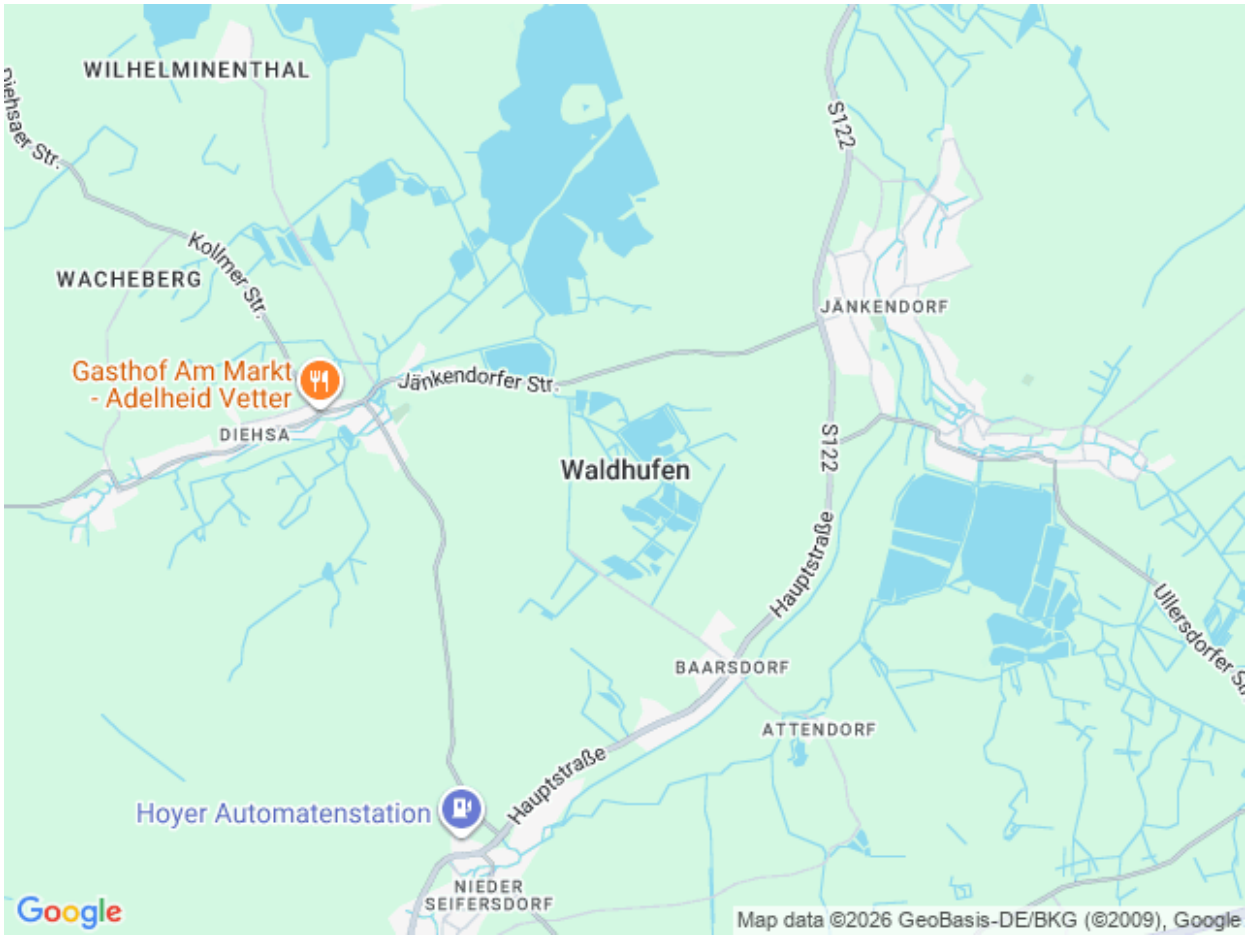 WILHELMINENTHAL
Diehsaer Str.
S122
Kollmer Str.
WACHEBERG
JÄNKENDORF
Gasthof Am Markt
- Adelheid Vetter
Jänkendorfer Str.
DIEHSA
S122
Waldhufen
Hauptstraße
Ullersdorfer Str.
BAARSDORF
ATTENDORF
Hauptstraße
Hoyer Automatenstation
NIEDER
SEIFERSDORF
Google
Map data ©2026 GeoBasis-DE/BKG (©2009), Google